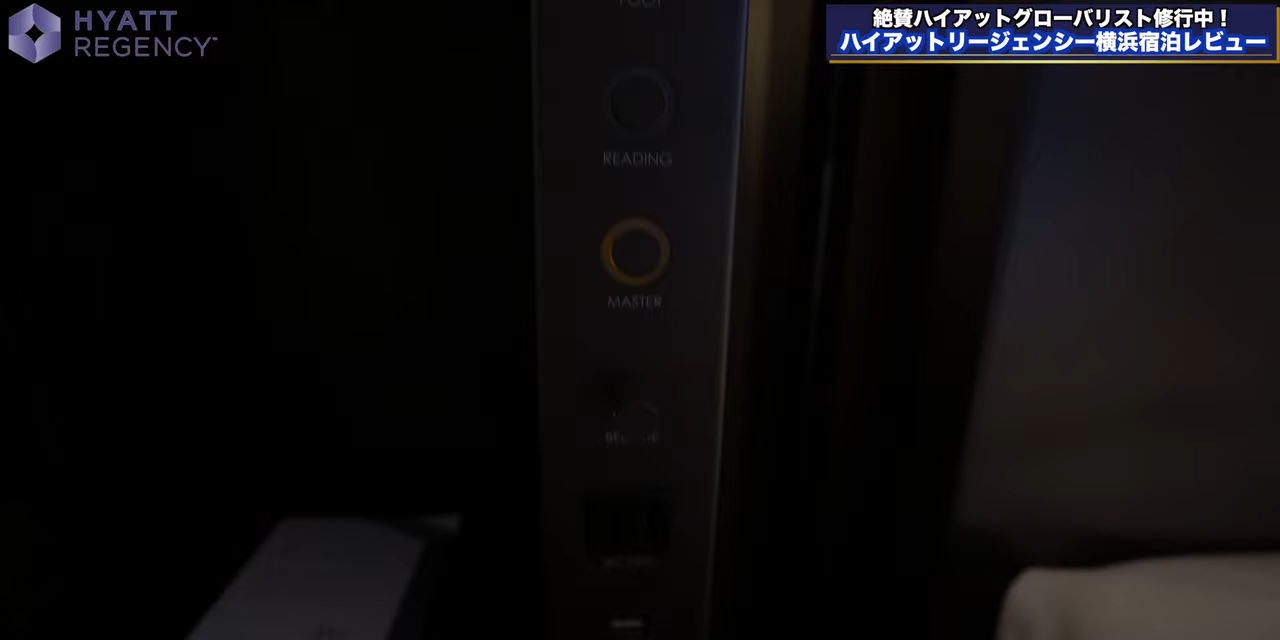 HYATT
REGENCY™
絶賛ハイアットグローバリスト修行中！
ハイアットリージェンシー横浜宿泊レビュー
READING
MASTER